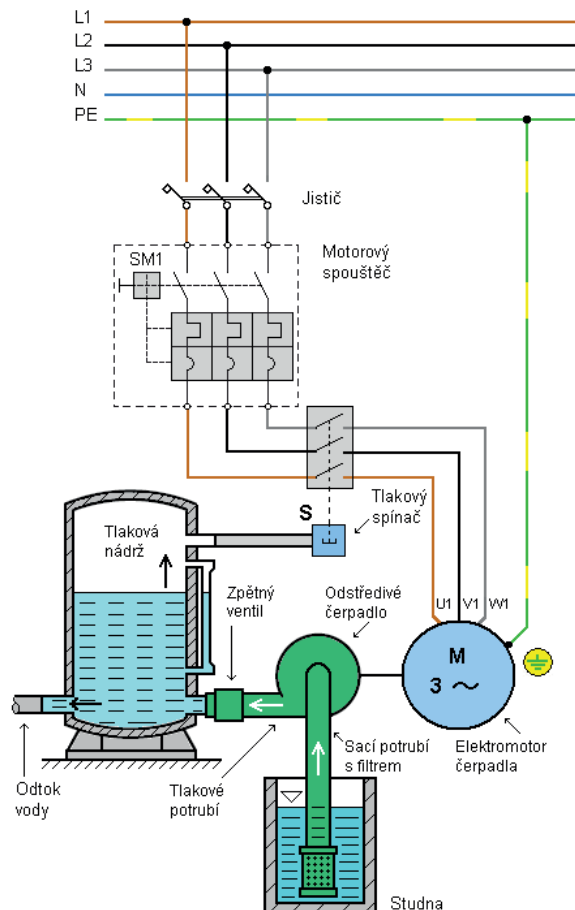 L1
L2
L3
N
PE
Jistič
Motorový
spouštěč
SM1
Tlakový
spínač
S
Tlaková
nádrž
Zpětný
ventil
Odstředivé
čerpadlo
U1 V1 W1
M
3 ~
Elektromotor
čerpadla
Sací potrubí
s filtrem
Tlakové
potrubí
Odtok
vody
Studna